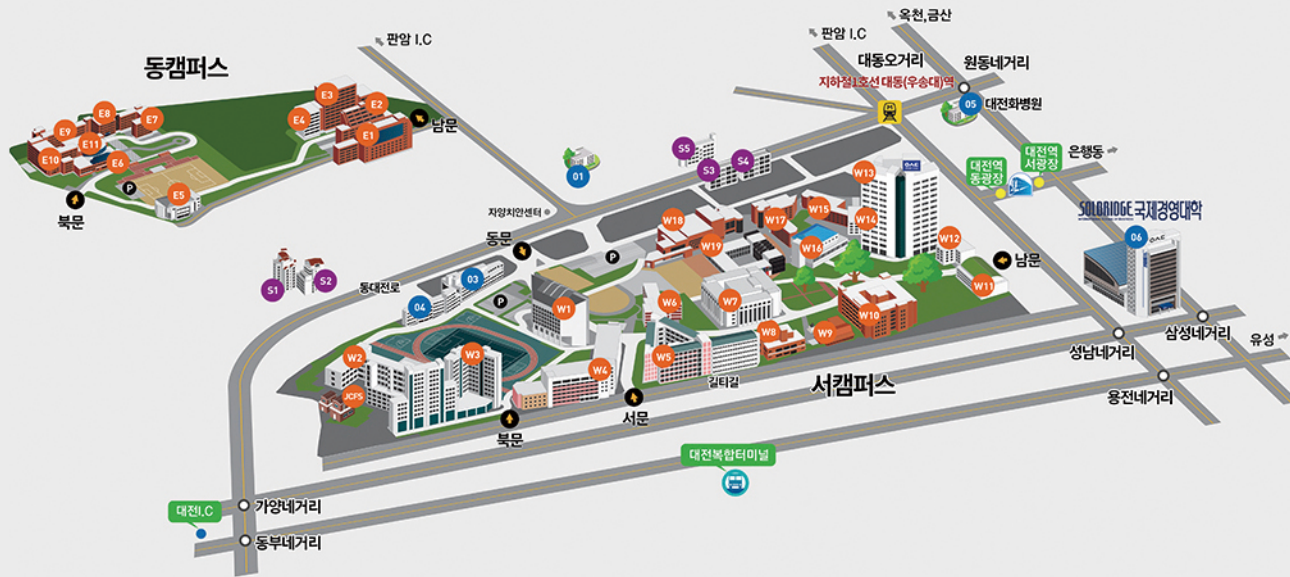 옥천,금산
판암 I.C
판암 I.C
대동오거리
원동네거리
동캠퍼스
지하철1호선 대동(우송대)역
05
대전화병원
E3
E2
E4
E1
남문
E8
E7
E9
E11
E10
E6
P
E5
북문
S5
S3
S4
01
대전역
서광장
은행동
대전역
동광장
자양치안센터
SOLBRIDGE 국제경영대학
06
W13
W15
W14
W17
W18
W19
W16
W12
남문
W11
동문
P
S1
S2
동대전로
03
04
P
W1
W6
W7
W10
W9
W8
W5
W2
W3
W4
JCFS
길티길
서캠퍼스
서문
북문
성남네거리
삼성네거리
유성
용전네거리
대전복합터미널
대전I.C
가양네거리
동부네거리